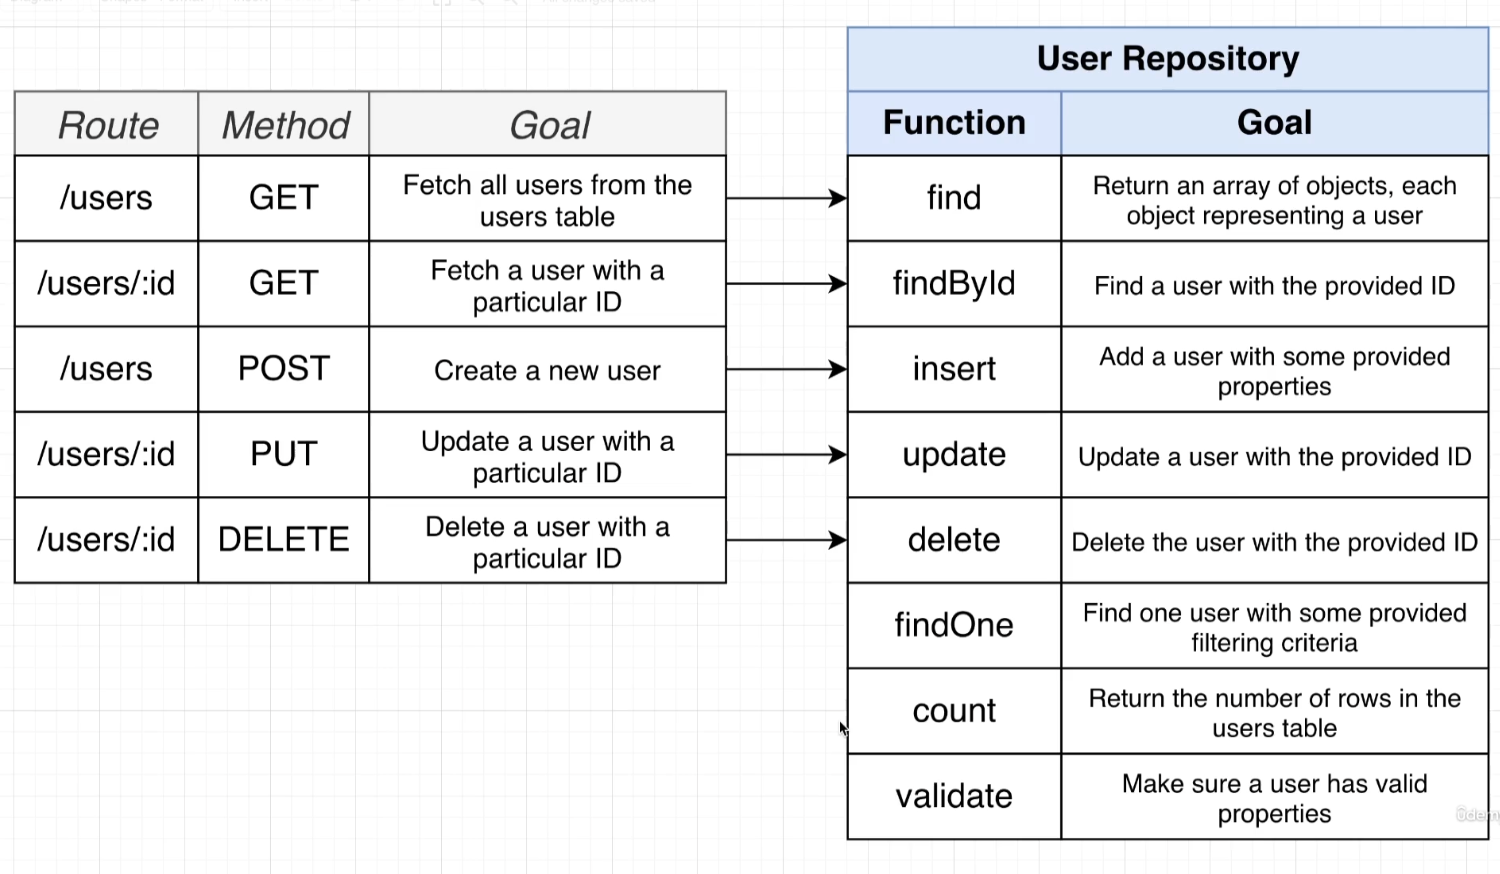 Route Method Goal
/users GET Fetch all users from the
users table
/users/:id GET Fetch a user with a
particular ID
/users POST Create a new user
/users/:id PUT Update a user with a
particular ID
/users/:id DELETE Delete a user with a
particular ID
User Repository
Function Goal
find Return an array of objects, each
object representing a user
findById Find a user with the provided ID
insert Add a user with some provided
properties
update Update a user with the provided ID
delete Delete the user with the provided ID
findOne Find one user with some provided
filtering criteria
count Return the number of rows in the
users table
validate Make sure a user has valid
properties